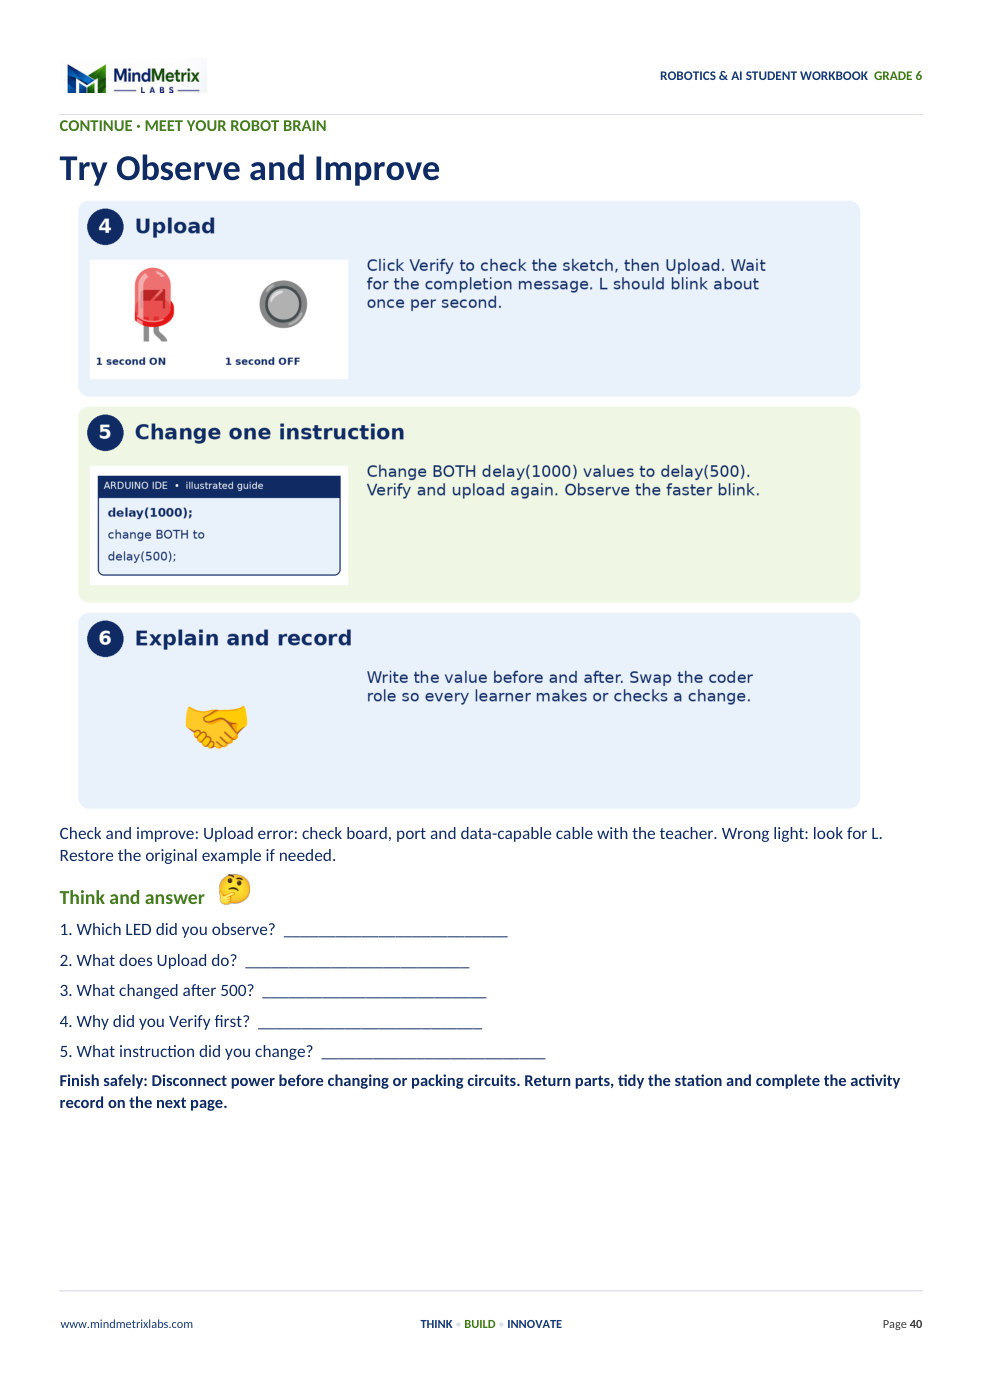 MindMetrix
LABS
ROBOTICS & AI STUDENT WORKBOOK GRADE 6
CONTINUE · MEET YOUR ROBOT BRAIN
Try Observe and Improve
4 Upload
Click Verify to check the sketch, then Upload. Wait
for the completion message. L should blink about
once per second.
1 second ON
1 second OFF
5 Change one instruction
ARDUINO IDE • illustrated guide
delay(1000);
change BOTH to
delay(500);
Change BOTH delay(1000) values to delay(500).
Verify and upload again. Observe the faster blink.
6 Explain and record
Write the value before and after. Swap the coder
role so every learner makes or checks a change.
Check and improve: Upload error: check board, port and data-capable cable with the teacher. Wrong light: look for L.
Restore the original example if needed.
Think and answer
1. Which LED did you observe? __________________________
2. What does Upload do? __________________________
3. What changed after 500? __________________________
4. Why did you Verify first? __________________________
5. What instruction did you change? __________________________
Finish safely: Disconnect power before changing or packing circuits. Return parts, tidy the station and complete the activity
record on the next page.
www.mindmetrixlabs.com
THINK • BUILD • INNOVATE
Page 40